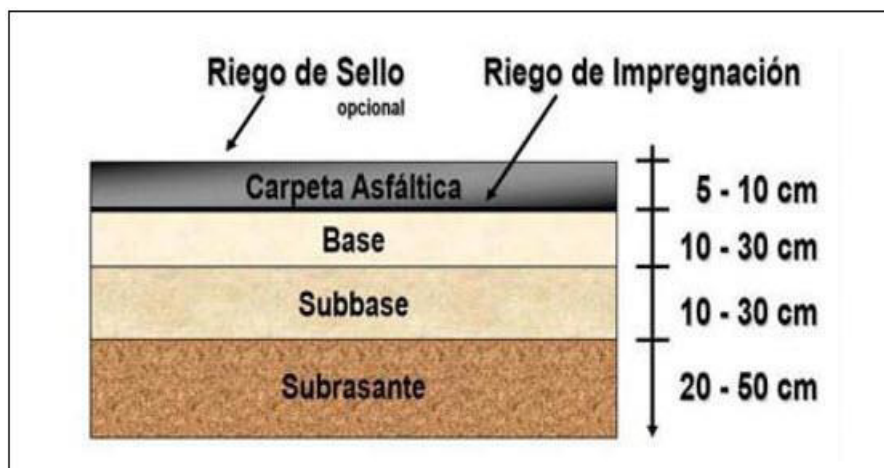 Riego de Sello
opcional
Riego de Impregnación
Carpeta Asfáltica
5 - 10 cm
Base
10 - 30 cm
Subbase
10 - 30 cm
Subrasante
20 - 50 cm